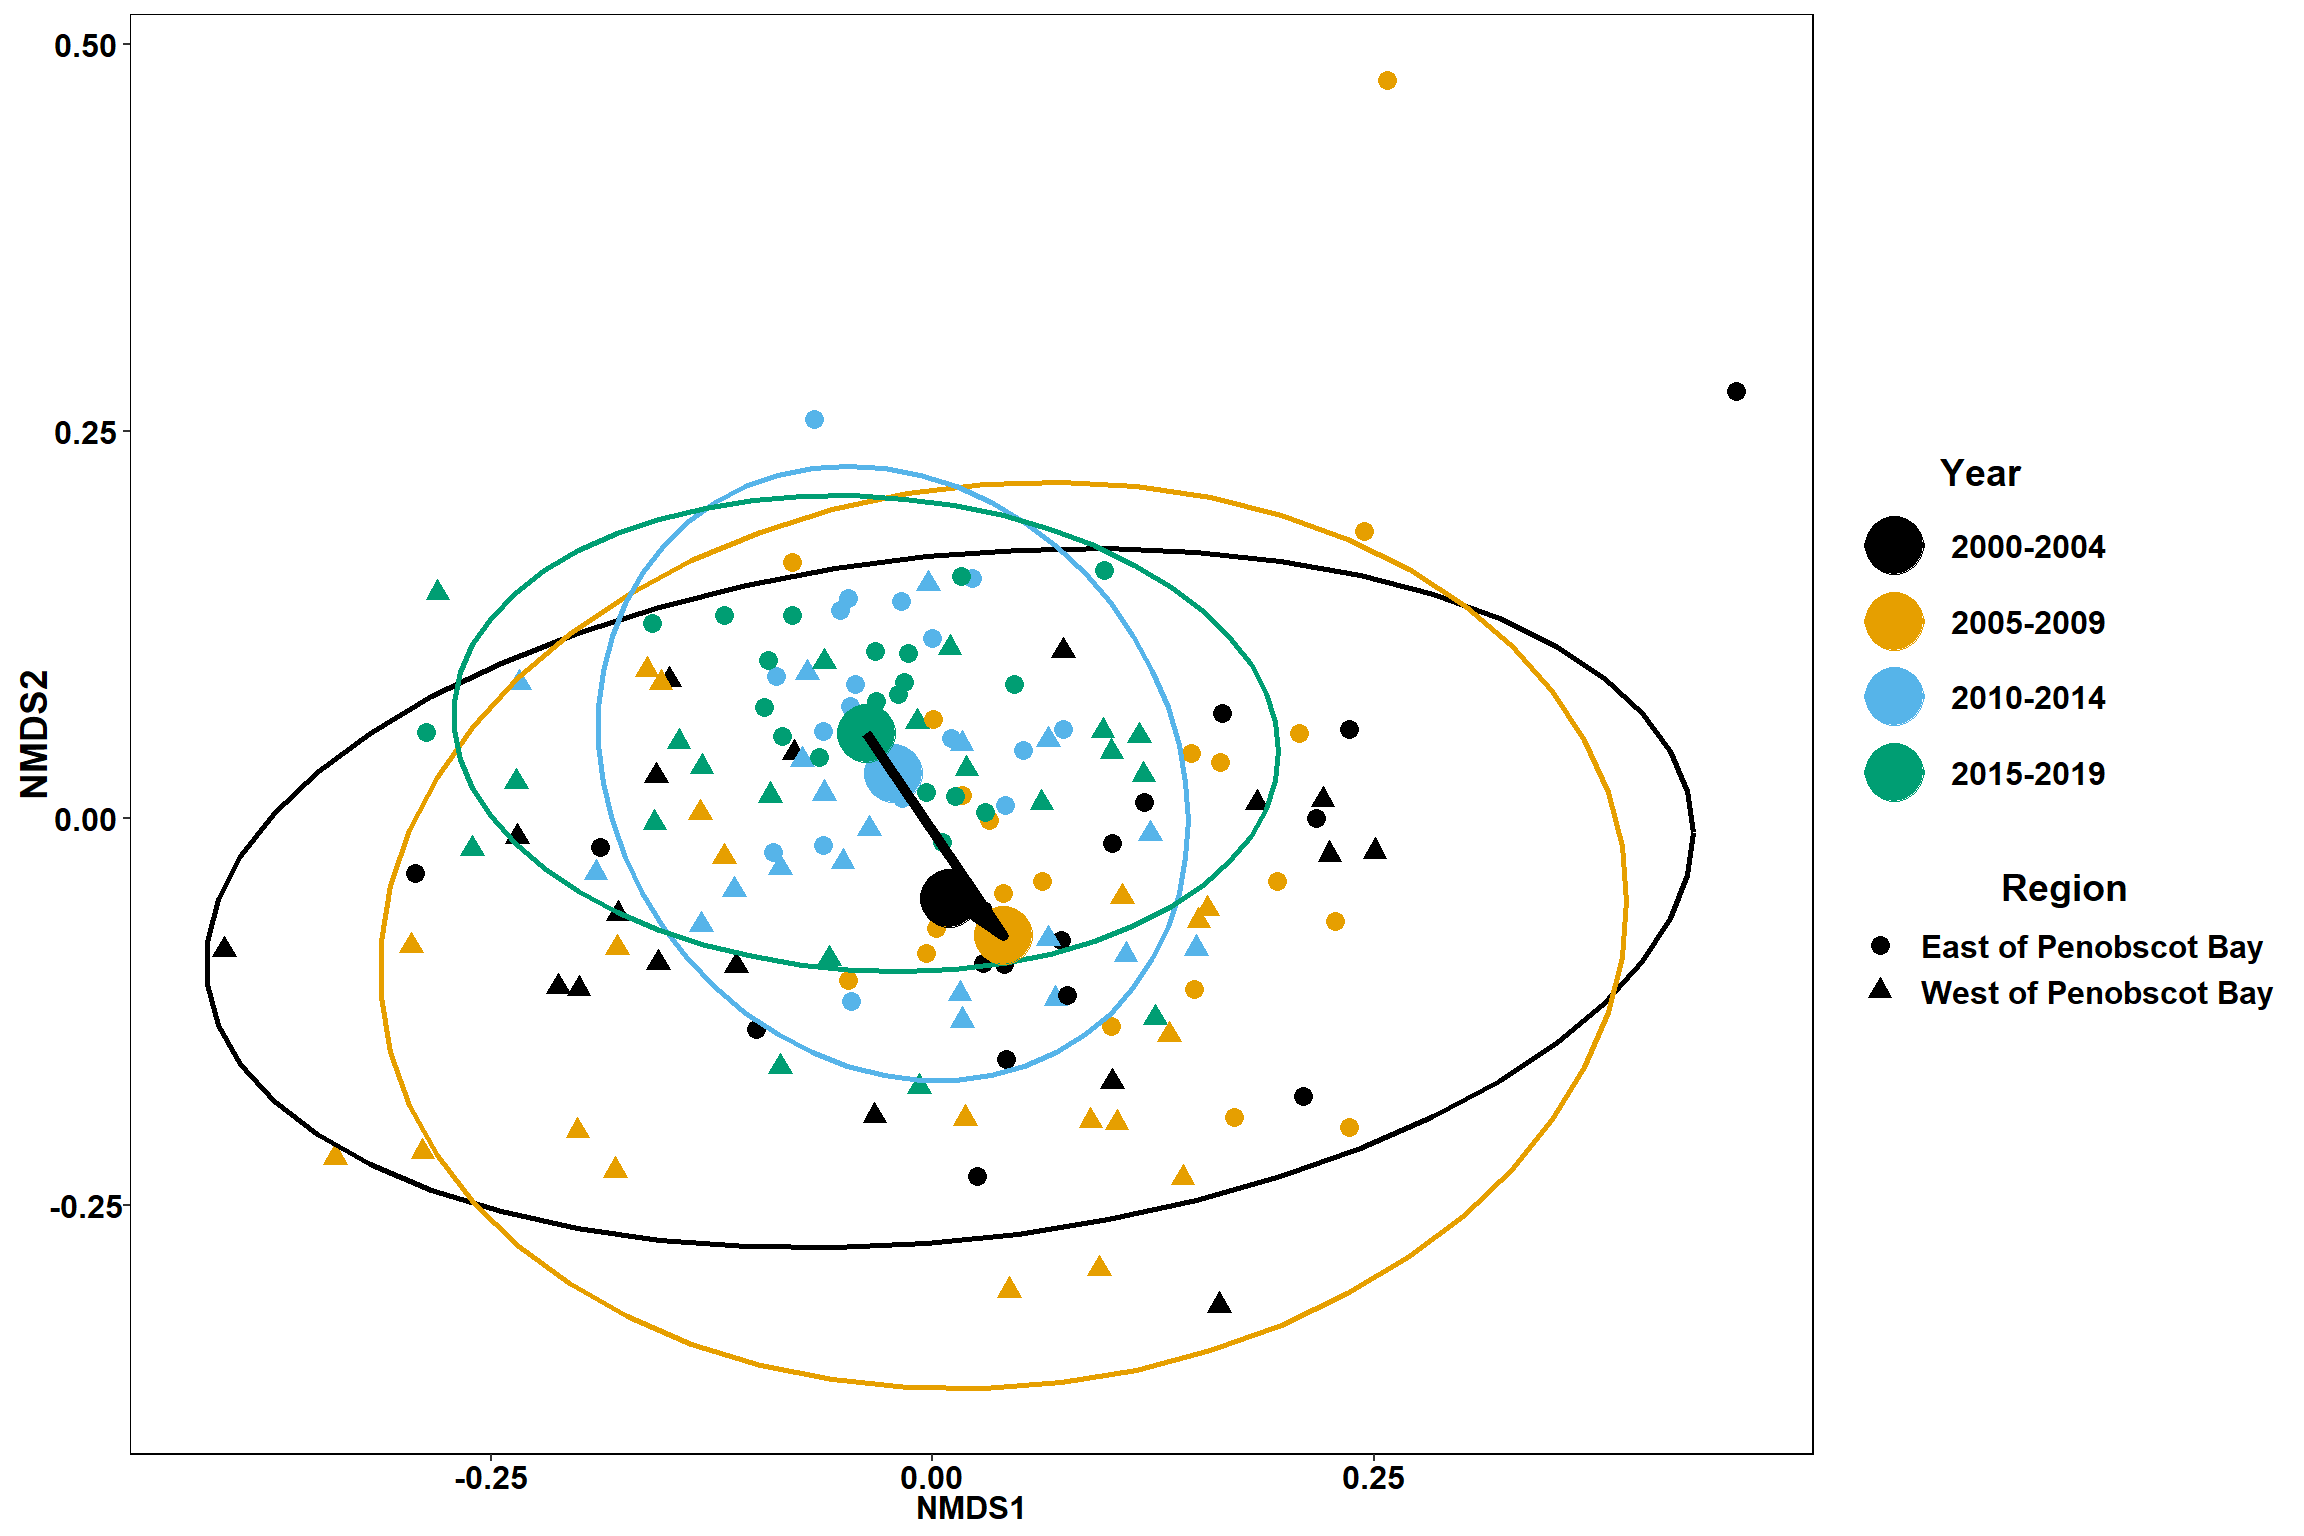 0.50
0.25
0.00
-0.25
NMDS2
-0.25
0.00
0.25
NMDS1
Year
2000-2004
2005-2009
2010-2014
2015-2019
Region
East of Penobscot Bay
West of Penobscot Bay